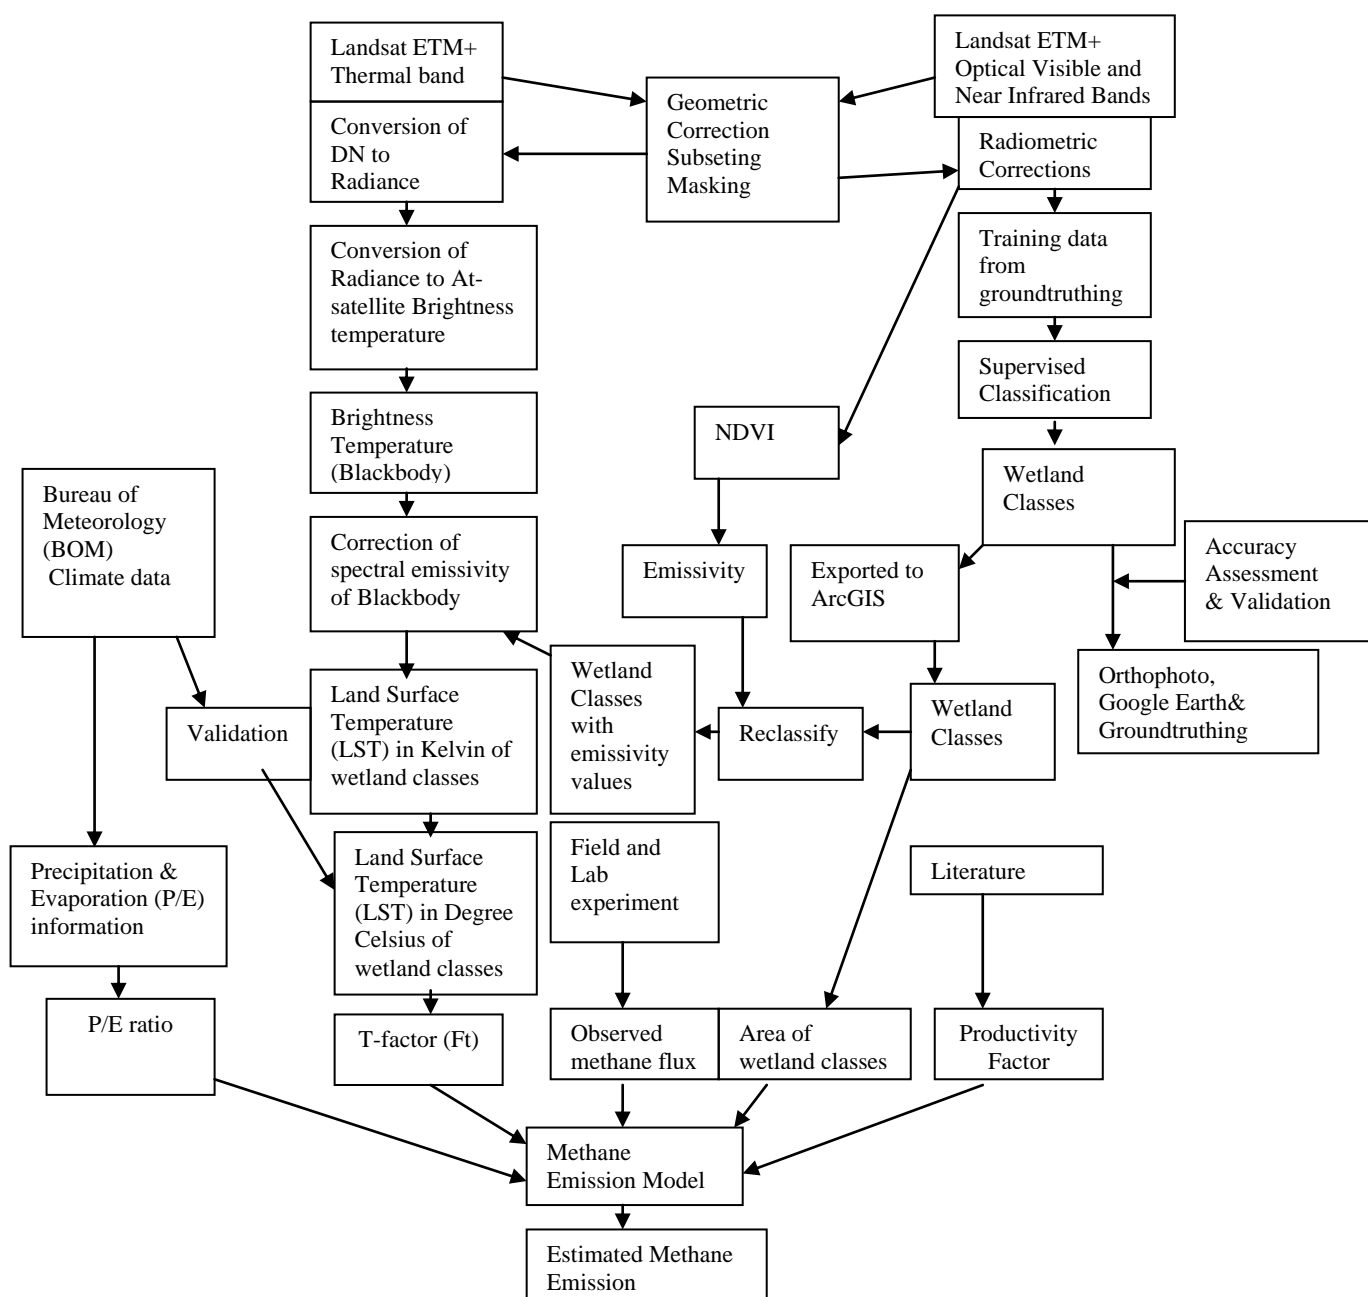 Landsat ETM+
Thermal band
Landsat ETM+
Optical Visible and
Near Infrared Bands
Geometric
Correction
Subseting
Masking
Conversion of
DN to
Radiance
Radiometric
Corrections
Conversion of
Radiance to At-
satellite Brightness
temperature
Training data
from
groundtruthing
Supervised
Classification
Brightness
Temperature
(Blackbody)
NDVI
Wetland
Classes
Bureau of
Meteorology
(BOM)
Climate data
Correction of
spectral emissivity
of Blackbody
Emissivity
Exported to
ArcGIS
Accuracy
Assessment
& Validation
Orthophoto,
Google Earth&
Groundtruthing
Validation
Land Surface
Temperature
(LST) in Kelvin of
wetland classes
Wetland
Classes
with
emissivity
values
Reclassify
Wetland
Classes
Precipitation &
Evaporation (P/E)
information
Land Surface
Temperature
(LST) in Degree
Celsius of
wetland classes
Field and
Lab
experiment
Literature
P/E ratio
T-factor (Ft)
Observed
methane flux
Area of
wetland classes
Productivity
Factor
Methane
Emission Model
Estimated Methane
Emission